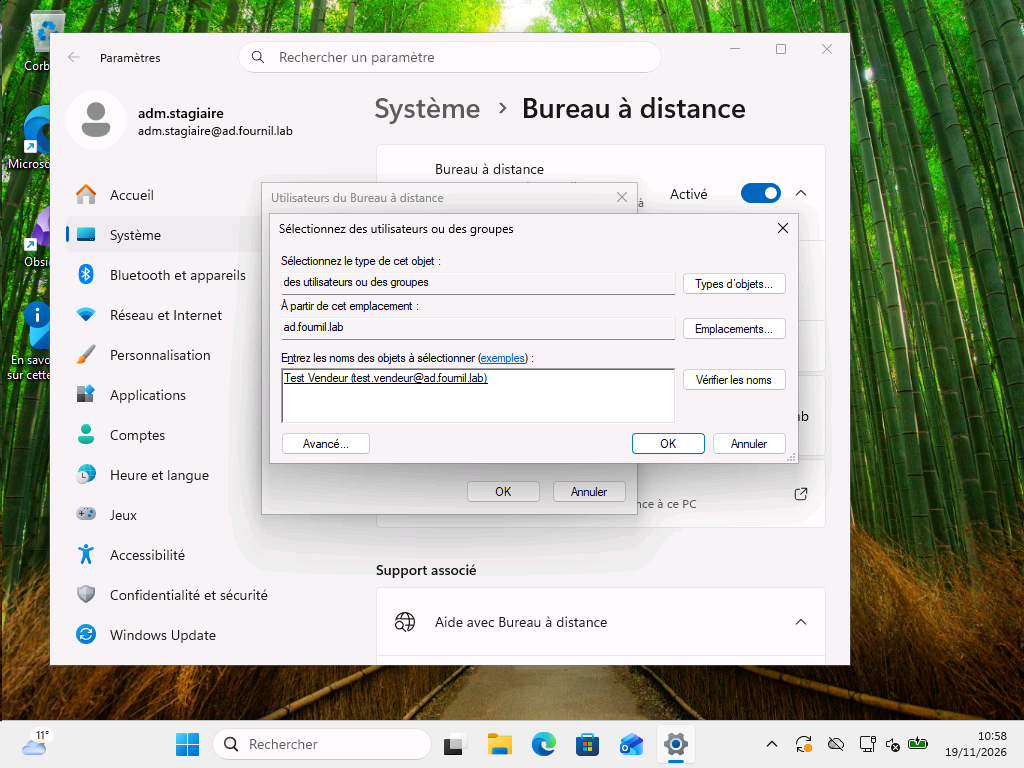 Corb
Microso
Obsi
En savo
sur cette
Paramètres
Rechercher un paramètre
adm.stagiaire
adm.stagiaire@ad.fournil.lab
Accueil
Système
Bluetooth et appareils
Réseau et Internet
Personnalisation
Applications
Comptes
Heure et langue
Jeux
Accessibilité
Confidentialité et sécurité
Windows Update
Système > Bureau à distance
Bureau à distance
à
Activé
Utilisateurs du Bureau à distance
Sélectionnez des utilisateurs ou des groupes
Sélectionnez le type de cet objet :
des utilisateurs ou des groupes
Types d'objets...
À partir de cet emplacement :
ad.fournil.lab
Emplacements...
Entrez les noms des objets à sélectionner (exemples) :
Test Vendeur (test.vendeur@ad.fournil.lab)
Vérifier les noms
Avancé...
OK
Annuler
ab
OK
Annuler
nce à ce PC
Support associé
Aide avec Bureau à distance
11°
Rechercher
10:58
19/11/2026